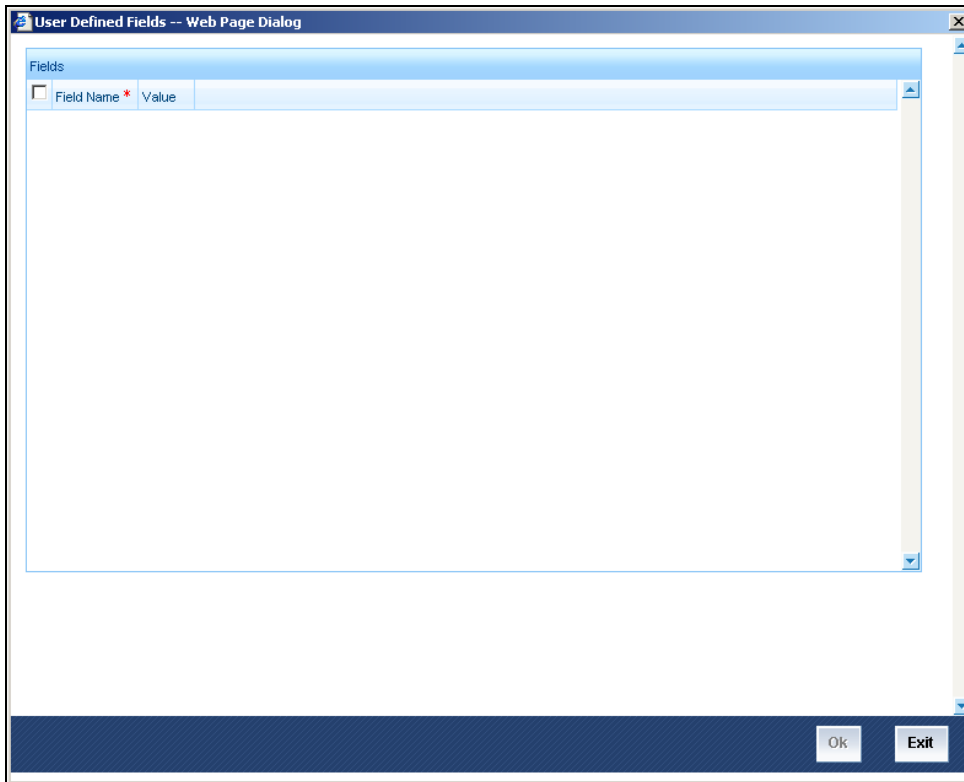 User Defined Fields -- Web Page Dialog
Fields
Field Name * Value
Ok Exit